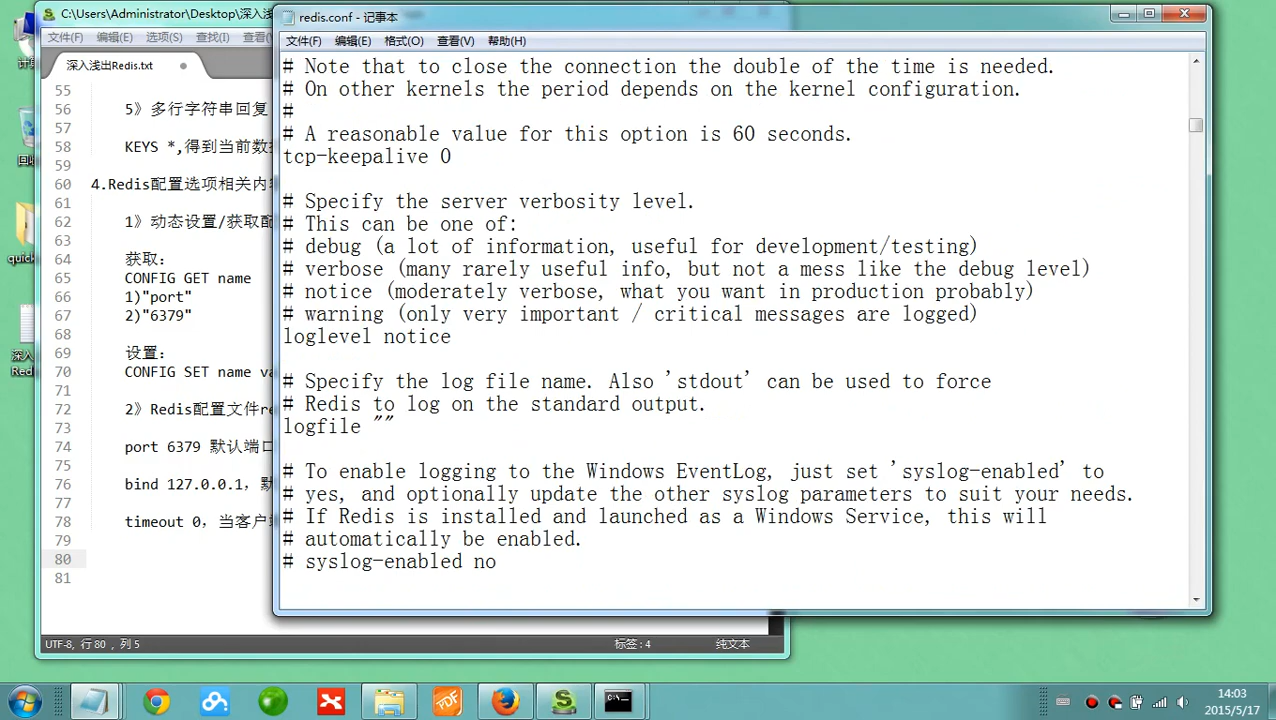 C:\Users\Administrator\Desktop\深入浅
redis.conf - 记事本
文件(F) 编辑(E) 选项(S) 查找(I) 查看
文件(F) 编辑(E) 格式(O) 查看(V) 帮助(H)
深入浅出Redis.txt
55
56 5》多行字符串回复
57
58 KEYS *,得到当前数
59
60 4.Redis配置选项相关内
61
62 1》动态设置/获取配
63
64 获取：
65 CONFIG GET name
66 1)"port"
67 2)"6379"
68
69 设置：
70 CONFIG SET name va
71
72 2》Redis配置文件re
73
74 port 6379 默认端口
75
76 bind 127.0.0.1，默
77
78 timeout 0，当客户端
79
80
81
# Note that to close the connection the double of the time is needed.
# On other kernels the period depends on the kernel configuration.
#
# A reasonable value for this option is 60 seconds.
tcp-keepalive 0
# Specify the server verbosity level.
# This can be one of:
# debug (a lot of information, useful for development/testing)
# verbose (many rarely useful info, but not a mess like the debug level)
# notice (moderately verbose, what you want in production probably)
# warning (only very important / critical messages are logged)
loglevel notice
# Specify the log file name. Also 'stdout' can be used to force
# Redis to log on the standard output.
logfile ""
# To enable logging to the Windows EventLog, just set 'syslog-enabled' to
# yes, and optionally update the other syslog parameters to suit your needs.
# If Redis is installed and launched as a Windows Service, this will
# automatically be enabled.
# syslog-enabled no
UTF-8, 行 80 , 列 5 标签: 4 纯文本
计
回收
quick
深入
Redi
PDF
14:03
2015/5/17